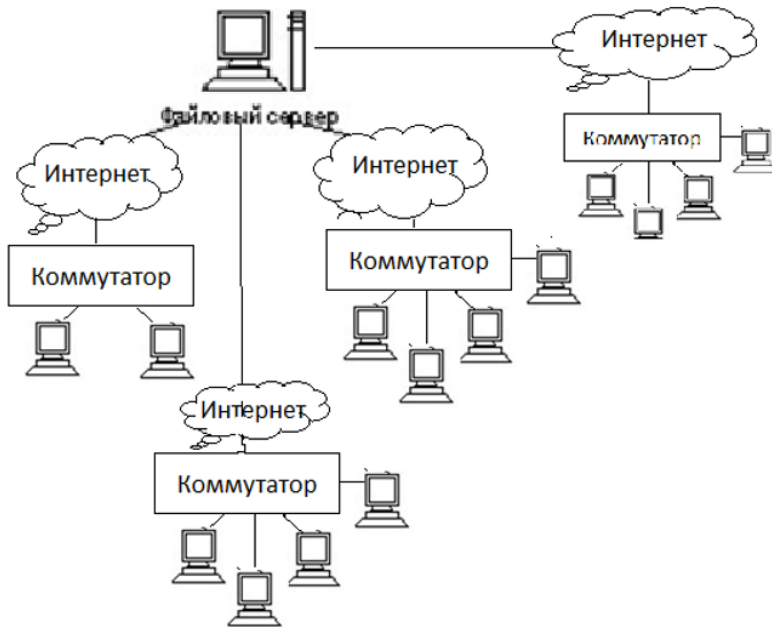 Интернет
Файловый сервер
Коммутатор
Интернет
Интернет
Коммутатор
Коммутатор
Интернет
Коммутатор